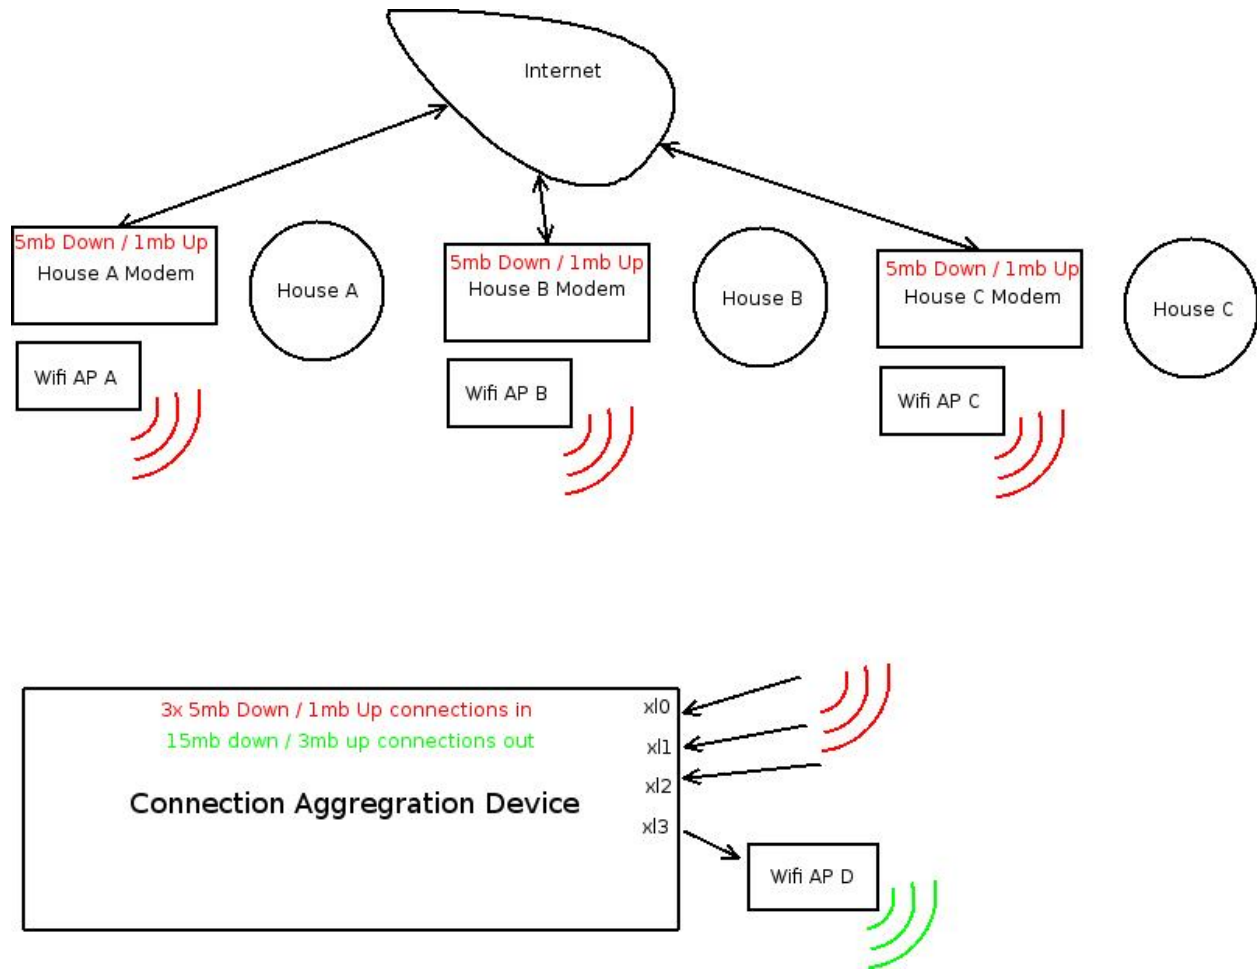 Internet
5mb Down / 1mb Up
House A Modem
House A
Wifi AP A
5mb Down / 1mb Up
House B Modem
House B
Wifi AP B
5mb Down / 1mb Up
House C Modem
House C
Wifi AP C
3x 5mb Down / 1mb Up connections in
15mb down / 3mb up connections out
Connection Aggregration Device
xl0
xl1
xl2
xl3
Wifi AP D